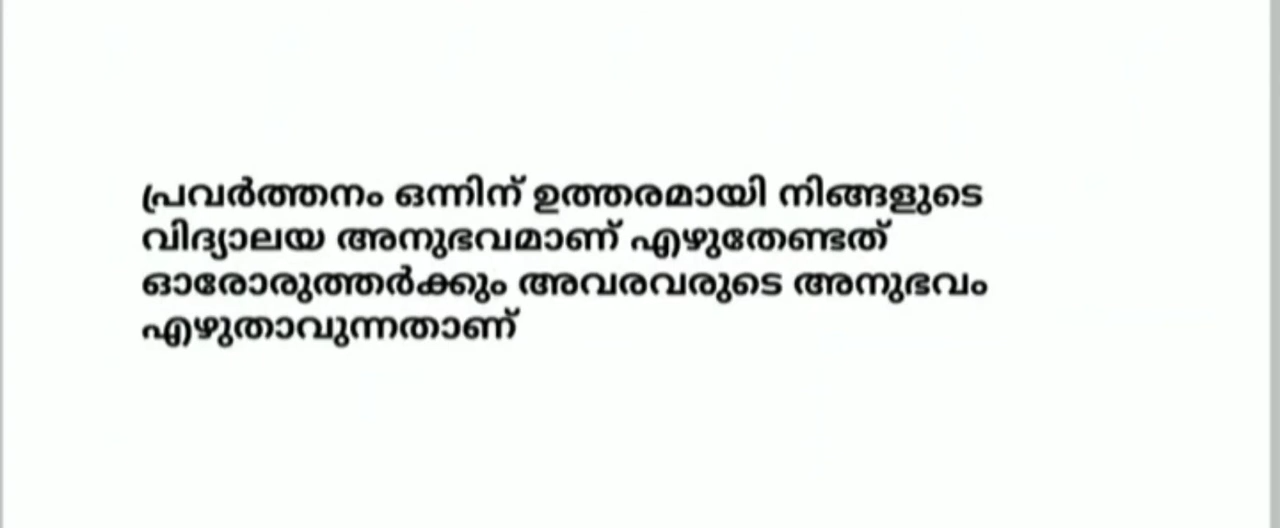 പ്രവർത്തനം ഒന്നിന് ഉത്തരമായി നിങ്ങളുടെ
വിദ്യാലയ അനുഭവമാണ് എഴുതേണ്ടത്
ഓരോരുത്തർക്കും അവരവരുടെ അനുഭവം
എഴുതാവുന്നതാണ്